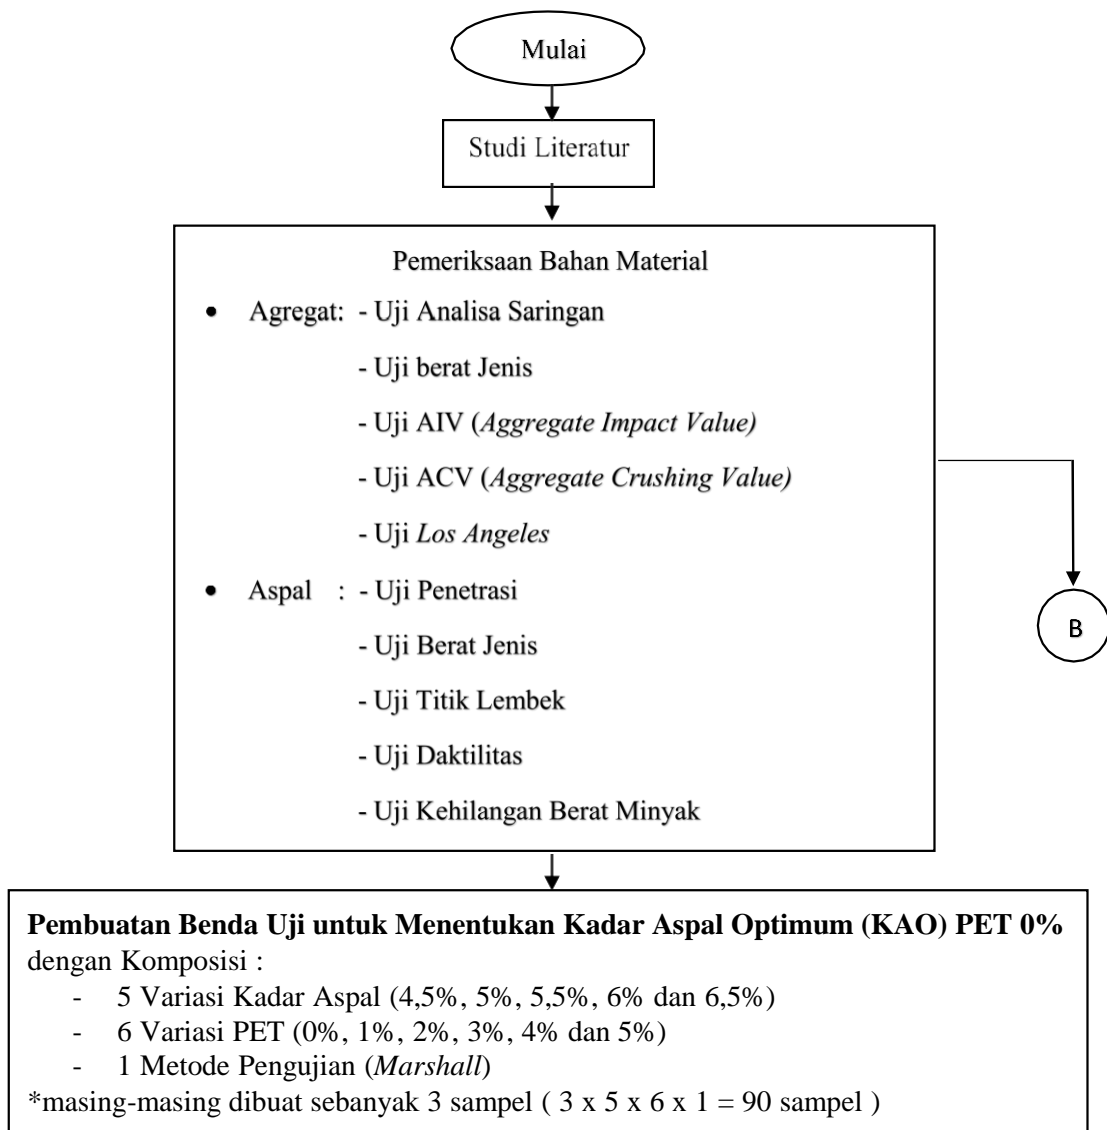 Mulai
Studi Literatur
Pemeriksaan Bahan Material
• Agregat: - Uji Analisa Saringan
- Uji berat Jenis
- Uji AIV (Aggregate Impact Value)
- Uji ACV (Aggregate Crushing Value)
- Uji Los Angeles
• Aspal : - Uji Penetrasi
- Uji Berat Jenis
- Uji Titik Lembek
- Uji Daktilitas
- Uji Kehilangan Berat Minyak
B
Pembuatan Benda Uji untuk Menentukan Kadar Aspal Optimum (KAO) PET 0%
dengan Komposisi :
- 5 Variasi Kadar Aspal (4,5%, 5%, 5,5%, 6% dan 6,5%)
- 6 Variasi PET (0%, 1%, 2%, 3%, 4% dan 5%)
- 1 Metode Pengujian (Marshall)
*masing-masing dibuat sebanyak 3 sampel ( 3 x 5 x 6 x 1 = 90 sampel )